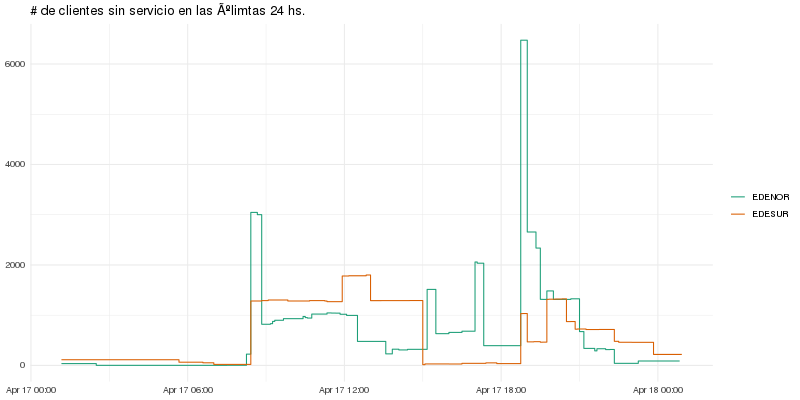 # de clientes sin servicio en las Ãºlimtas 24 hs.
6000
4000
2000
0
Apr 17 00:00
Apr 17 06:00
Apr 17 12:00
Apr 17 18:00
Apr 18 00:00
EDENOR
EDESUR